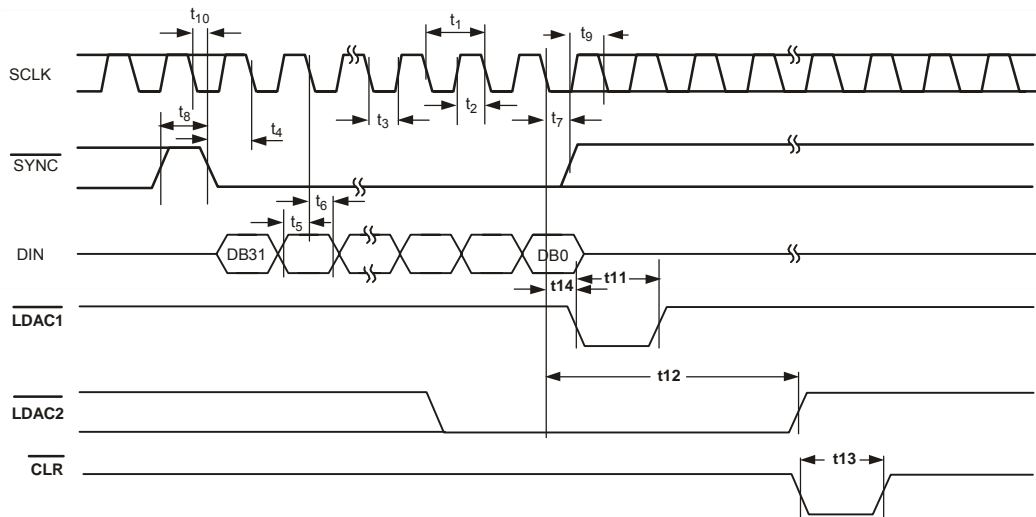 t10
t1
t9
SCLK
t8
t4
t3
t2
t7
SYNC
t5
t6
DIN
DB31
DB0
t14
t11
LDAC1
t12
LDAC2
CLR
t13